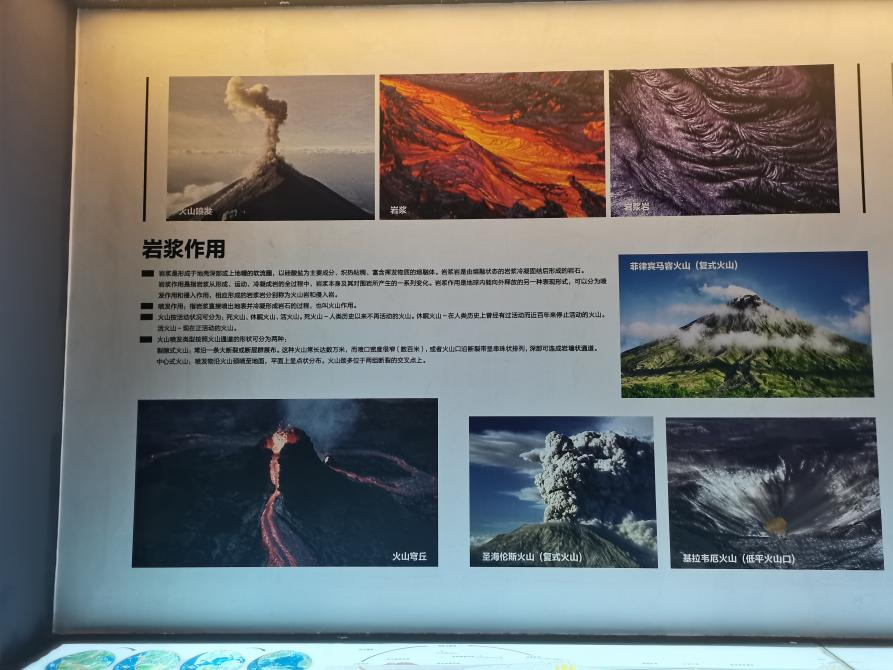 火山喷发
岩浆
岩浆岩
岩浆作用
岩浆是形成于地壳深部或上地幔的软流圈，以硅酸盐为主要成分，炽热粘稠，富含挥发物质的熔融体。岩浆岩是由熔融状态的岩浆冷凝固结后形成的岩石。
岩浆作用是指岩浆从形成、运动、冷凝成岩的全过程中，岩浆本身及其对围岩所产生的一系列变化。岩浆作用是地球内能向外释放的另一种表现形式，可以分为喷
发作用和侵入作用，相应形成的岩浆岩分别称为火山岩和侵入岩。
喷发作用：指岩浆直接喷出地表并冷凝形成岩石的过程，也叫火山作用。
火山按活动状况可分为：死火山、休眠火山、活火山。死火山－人类历史以来不再活动的火山。休眠火山－在人类历史上曾经有过活动而近百年来停止活动的火山。
活火山－现在正活动的火山。
火山喷发类型按照火山通道的形状可分为两种：
裂隙式火山：常沿一条大断裂或断层群展布。这种火山常长达数万米，而喷口宽度很窄（数百米），或者火山口沿断裂带呈串珠状排列，深部可连成岩墙状通道。
中心式火山：喷发物沿火山颈喷至地面，平面上呈点状分布。火山颈多位于两组断裂的交叉点上。
菲律宾马容火山（复式火山）
火山穹丘
圣海伦斯火山（复式火山）
基拉韦厄火山（低平火山口）